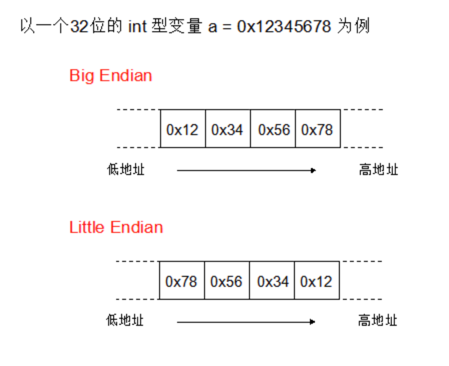 以一个32位的 int 型变量 a = 0x12345678 为例
Big Endian
0x12 0x34 0x56 0x78
低地址 高地址
Little Endian
0x78 0x56 0x34 0x12
低地址 高地址